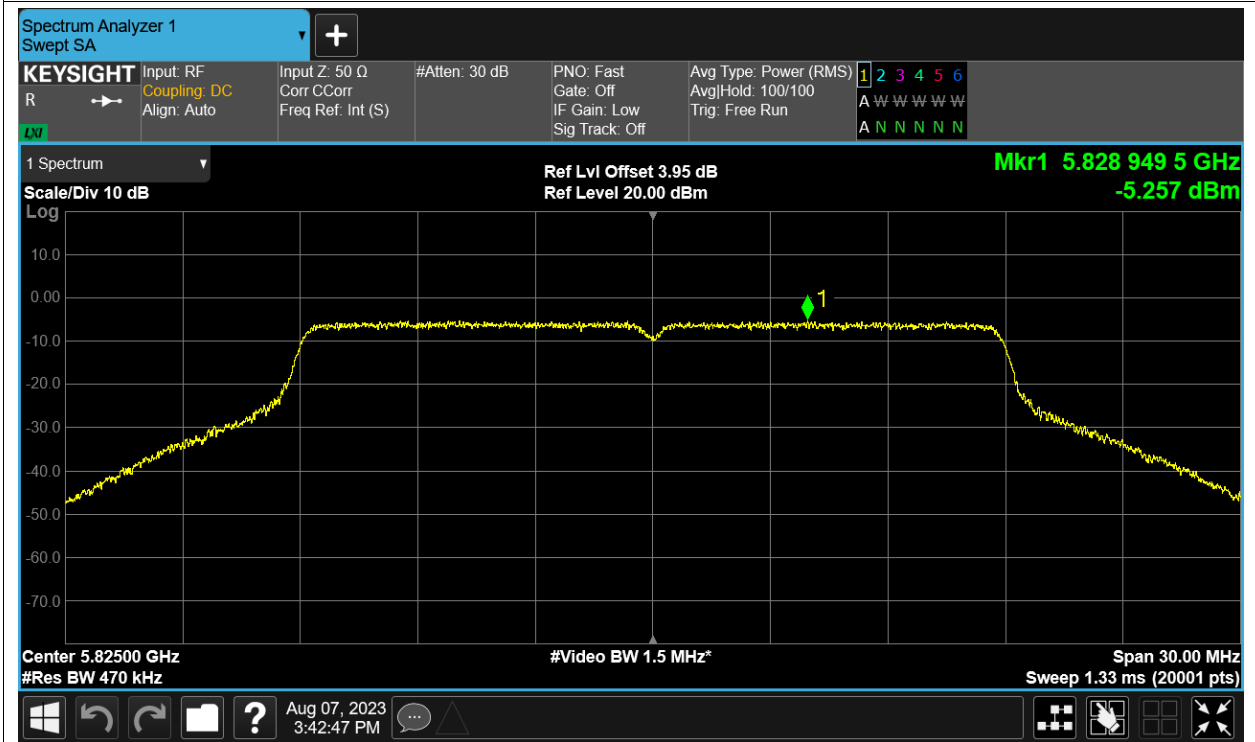 Spectrum Analyzer 1
Swept SA
KEYSIGHT
R
LXI
Input: RF
Coupling: DC
Align: Auto
Input Z: 50 Ω
Corr CCorr
Freq Ref: Int (S)
#Atten: 30 dB
PNO: Fast
Gate: Off
IF Gain: Low
Sig Track: Off
Avg Type: Power (RMS)
Avg|Hold: 100/100
Trig: Free Run
1 2 3 4 5 6
A W W W W W
A N N N N N
1 Spectrum
Scale/Div 10 dB
Log
Ref Lvl Offset 3.95 dB
Ref Level 20.00 dBm
Mkr1 5.828 949 5 GHz
-5.257 dBm
10.0
0.00
1
-10.0
-20.0
-30.0
-40.0
-50.0
-60.0
-70.0
Center 5.82500 GHz
#Video BW 1.5 MHz*
Span 30.00 MHz
#Res BW 470 kHz
Sweep 1.33 ms (20001 pts)
?
Aug 07, 2023
3:42:47 PM